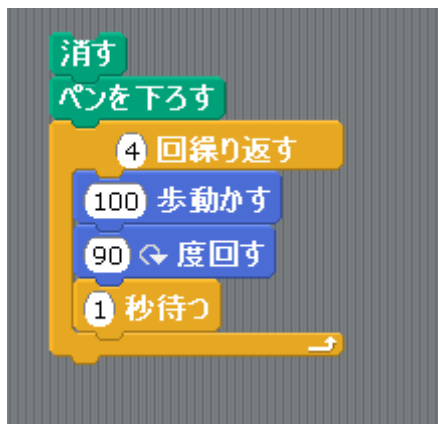 消す
ペンを下ろす
4 回繰り返す
100 歩動かす
90 度回す
1 秒待つ